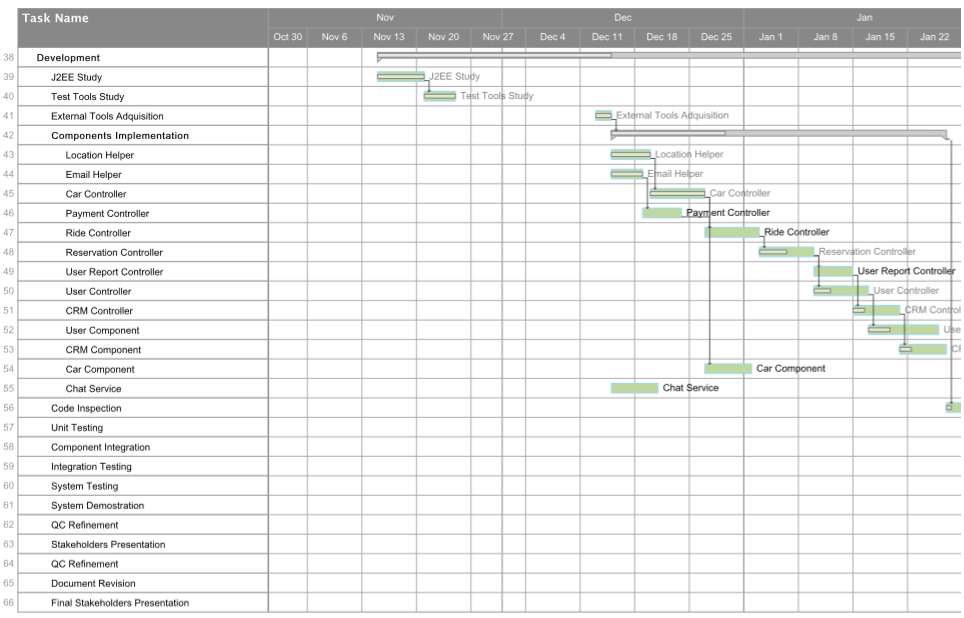 Task Name
Nov Dec Jan
Oct 30 Nov 6 Nov 13 Nov 20 Nov 27 Dec 4 Dec 11 Dec 18 Dec 25 Jan 1 Jan 8 Jan 15 Jan 22
38 Development
39 J2EE Study J2EE Study
40 Test Tools Study Test Tools Study
41 External Tools Adquisition External Tools Adquisition
42 Components Implementation
43 Location Helper Location Helper
44 Email Helper Email Helper
45 Car Controller Car Controller
46 Payment Controller Payment Controller
47 Ride Controller Ride Controller
48 Reservation Controller Reservation Controller
49 User Report Controller User Report Controller
50 User Controller User Controller
51 CRM Controller CRM Control
52 User Component Use
53 CRM Component CR
54 Car Component Car Component
55 Chat Service Chat Service
56 Code Inspection
57 Unit Testing
58 Component Integration
59 Integration Testing
60 System Testing
61 System Demostration
62 QC Refinement
63 Stakeholders Presentation
64 QC Refinement
65 Document Revision
66 Final Stakeholders Presentation